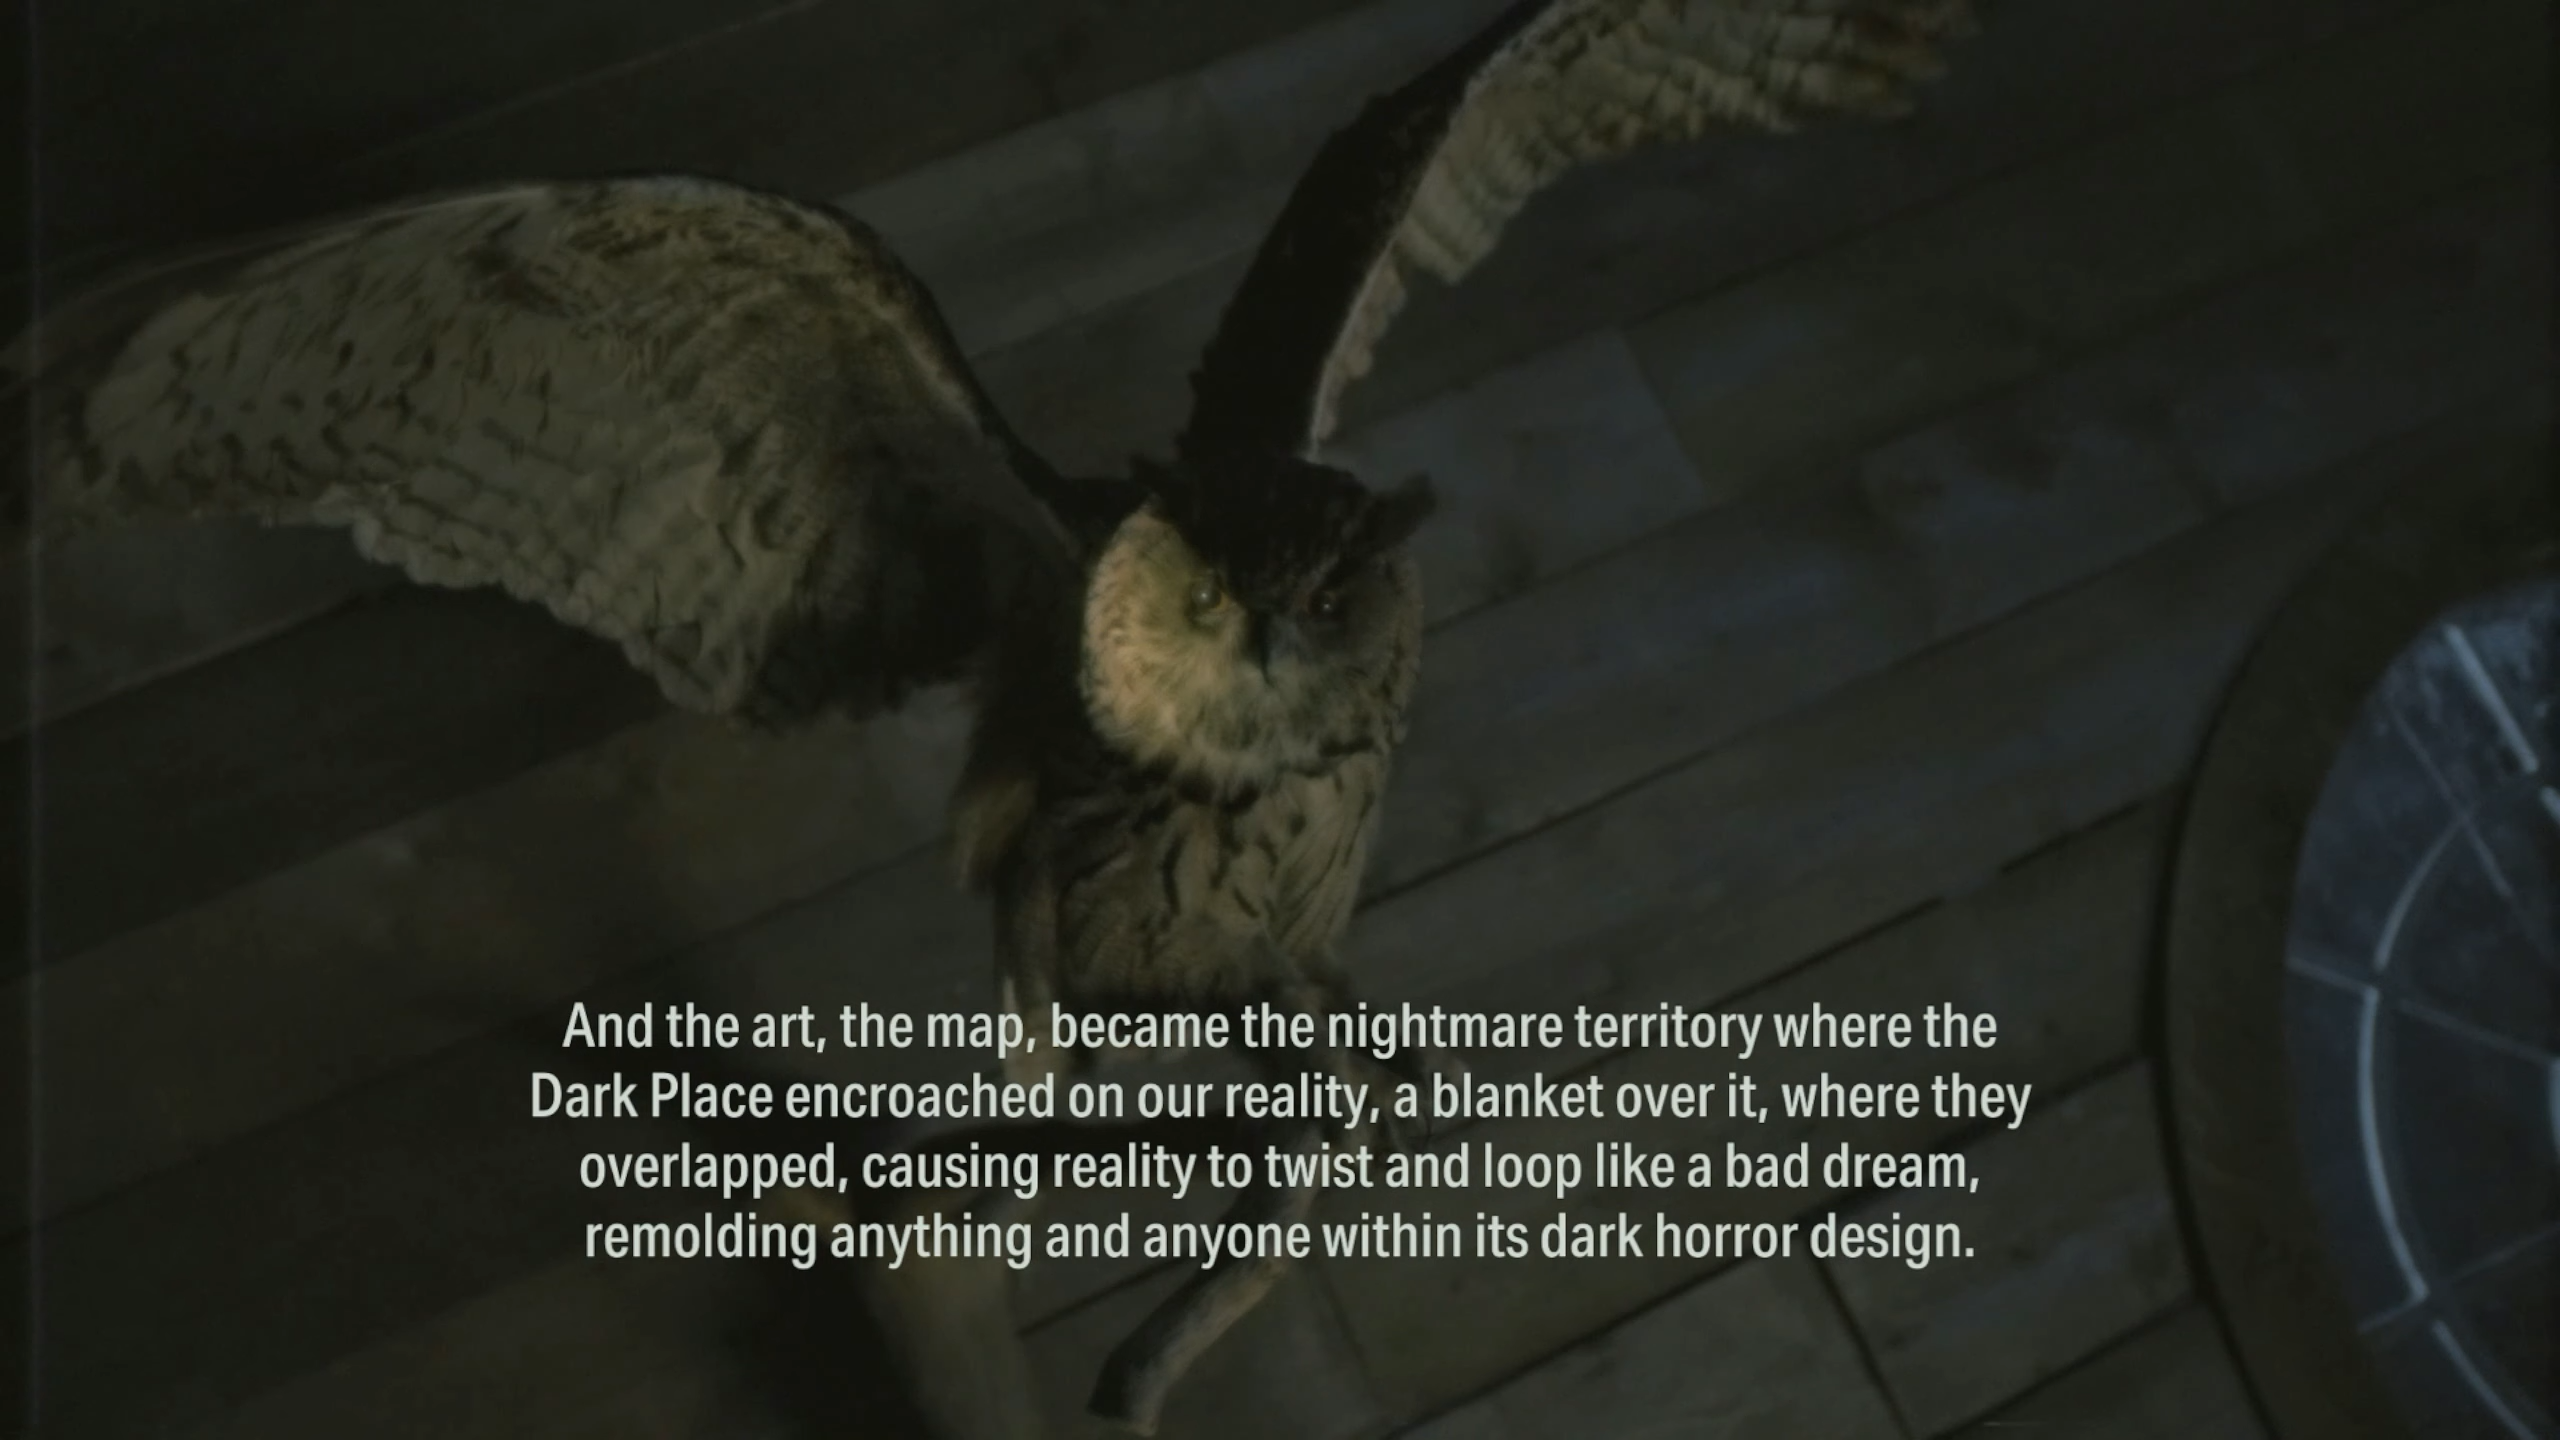 And the art, the map, became the nightmare territory where the
Dark Place encroached on our reality, a blanket over it, where they
overlapped, causing reality to twist and loop like a bad dream,
remolding anything and anyone within its dark horror design.